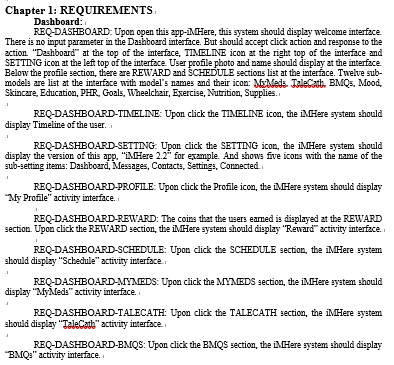 Chapter 1: REQUIREMENTS
Dashboard:
REQ-DASHBOARD: Upon open this app-iMHere, this system should display welcome interface.
There is no input parameter in the Dashboard interface. But should accept click action and response to the
action. “Dashboard” at the top of the interface, TIMELINE icon at the right top of the interface and
SETTING icon at the left top of the interface. User profile photo and name should display at the interface.
Below the profile section, there are REWARD and SCHEDULE sections list at the interface. Twelve sub-
models are list at the interface with model’s names and their icon: MyMeds, TaleCath, BMQs, Mood,
Skincare, Education, PHR, Goals, Wheelchair, Exercise, Nutrition, Supplies.
REQ-DASHBOARD-TIMELINE: Upon click the TIMELINE icon, the iMHere system should
display Timeline of the user.
REQ-DASHBOARD-SETTING: Upon click the SETTING icon, the iMHere system should
display the version of this app, “iMHere 2.2” for example. And shows five icons with the name of the
sub-setting items: Dashboard, Messages, Contacts, Settings, Connected.
REQ-DASHBOARD-PROFILE: Upon click the Profile icon, the iMHere system should display
“My Profile” activity interface.
REQ-DASHBOARD-REWARD: The coins that the users earned is displayed at the REWARD
section. Upon click the REWARD section, the iMHere system should display “Reward” activity interface.
REQ-DASHBOARD-SCHEDULE: Upon click the SCHEDULE section, the iMHere system
should display “Schedule” activity interface.
REQ-DASHBOARD-MYMEDS: Upon click the MYMEDS section, the iMHere system should
display “MyMeds” activity interface.
REQ-DASHBOARD-TALECATH: Upon click the TALECATH section, the iMHere system
should display “TaleCath” activity interface.
REQ-DASHBOARD-BMQS: Upon click the BMQS section, the iMHere system should display
“BMQs” activity interface.